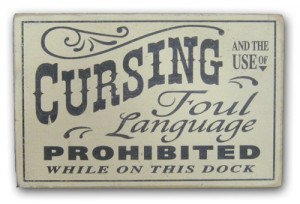 CURSING
AND THE
USE OF
Foul
Language
PROHIBITED
WHILE ON THIS DOCK